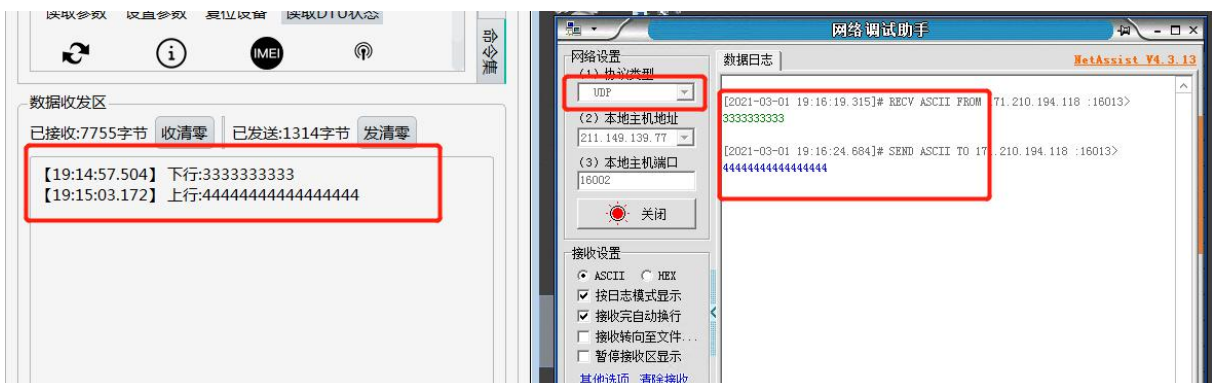 读取参数 设置参数 复位设备 读取DTU状态
IMEI
命令集
数据收发区
已接收:7755字节 收清零 已发送:1314字节 发清零
【19:14:57.504】下行:3333333333
【19:15:03.172】上行:44444444444444444
网络调试助手
网络设置
(1) 协议类型
UDP
(2) 本地主机地址
211.149.139.77
(3) 本地主机端口
16002
关闭
接收设置
ASCII HEX
按日志模式显示
接收完自动换行
接收转向至文件...
暂停接收区显示
其他选项 清除接收
数据日志
NetAssist V4.3.13
[2021-03-01 19:16:19.315]# RECV ASCII FROM 171.210.194.118 :16013>
3333333333
[2021-03-01 19:16:24.684]# SEND ASCII TO 171.210.194.118 :16013>
44444444444444444